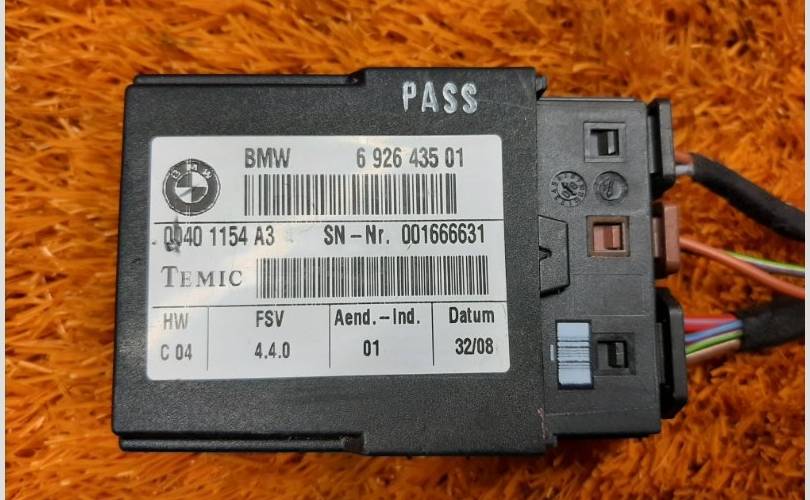 PASS
BMW 6 926 435 01
BMW
0040 1154 A3 SN-Nr. 001666631
TEMIC
HW FSV Aend.-Ind. Datum
C 04 4.4.0 01 32/08